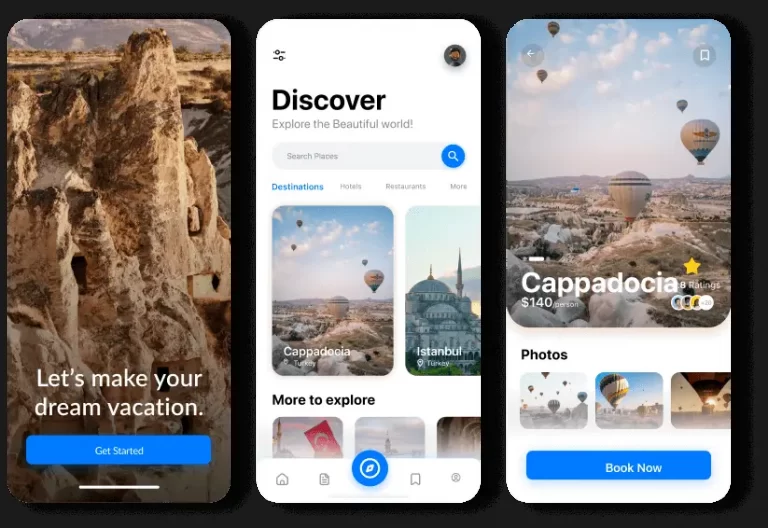 Let's make your
dream vacation.
Get Started
Discover
Explore the Beautiful world!
Search Places
Destinations
Hotels
Restaurants
More
Cappadocia
Turkey
Istanbul
Turkey
More to explore
Cappadocia
8 Ratings
$140/person
Photos
Book Now